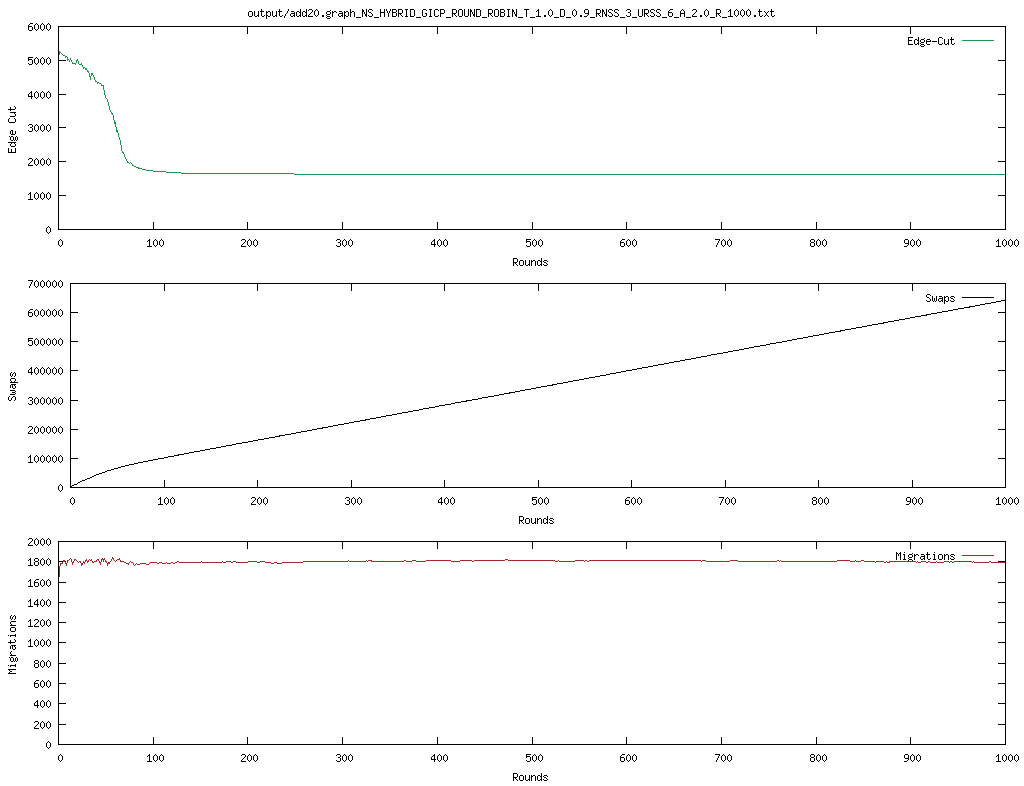 output/add20.graph_NS_HYBRID_GICP_ROUND_ROBIN_T_1.0_D_0.9_RNSS_3_URSS_6_A_2.0_R_1000.txt
6000
5000
4000
3000
2000
1000
0
Edge Cut
Edge-Cut
0 100 200 300 400 500 600 700 800 900 1000
Rounds
700000
600000
500000
400000
300000
200000
100000
0
Swaps
Swaps
0 100 200 300 400 500 600 700 800 900 1000
Rounds
2000
1800
1600
1400
1200
1000
800
600
400
200
0
Migrations
Migrations
0 100 200 300 400 500 600 700 800 900 1000
Rounds